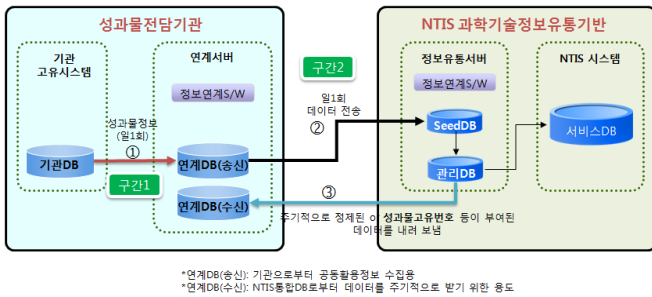 성과물전담기관
NTIS 과학기술정보유통기반
기관
고유시스템
연계서버
정보연계S/W
구간2
정보유통서버
정보연계S/W
NTIS 시스템
성과물정보
(일1회)
①
일1회
데이터 전송
②
SeedDB
서비스DB
기관DB
연계DB(송신)
관리DB
구간1
③
연계DB(수신)
주기적으로 정제된 or 성과물고유번호 등이 부여된
데이터를 내려 보냄
*연계DB(송신): 기관으로부터 공동활용정보 수집용
*연계DB(수신): NTIS통합DB로부터 데이터를 주기적으로 받기 위한 용도